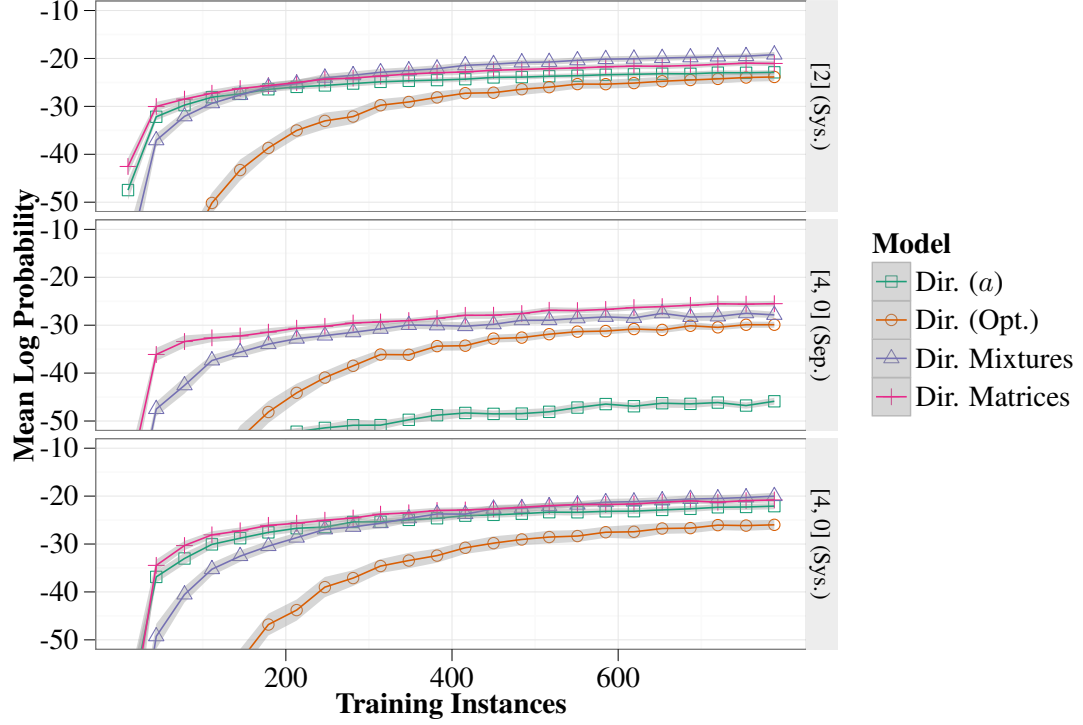 Mean Log Probability
-10
-20
-30
-40
-50
[2] (Sys.)
-10
-20
-30
-40
-50
[4, 0] (Sep.)
-10
-20
-30
-40
-50
[4, 0] (Sys.)
200
400
600
Training Instances
Model
Dir. (a)
Dir. (Opt.)
Dir. Mixtures
Dir. Matrices